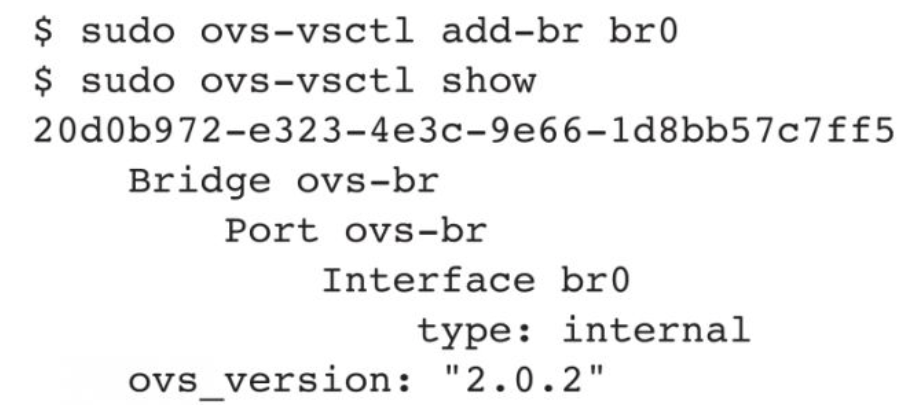 $ sudo ovs-vsctl add-br br0
$ sudo ovs-vsctl show
20d0b972-e323-4e3c-9e66-1d8bb57c7ff5
    Bridge ovs-br
        Port ovs-br
            Interface br0
                type: internal
    ovs_version: "2.0.2"